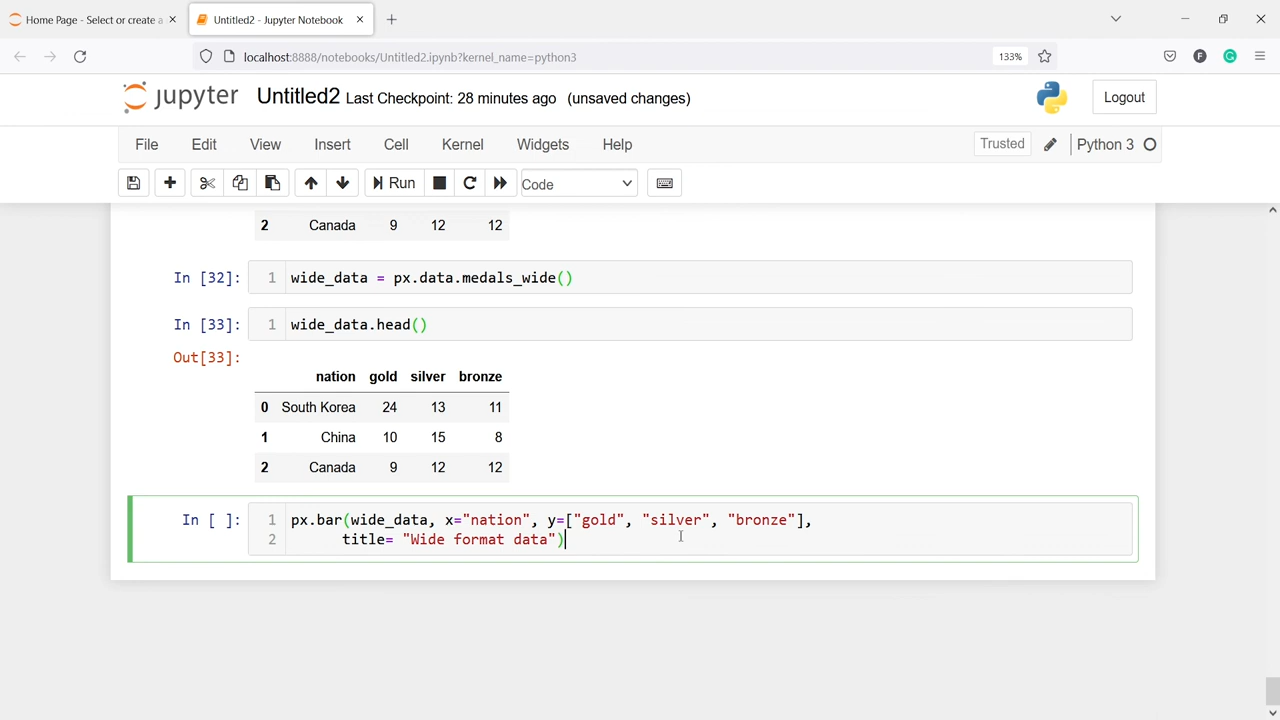 Home Page - Select or create a
Untitled2 - Jupyter Notebook
localhost:8888/notebooks/Untitled2.ipynb?kernel_name=python3
133%
jupyter Untitled2 Last Checkpoint: 28 minutes ago (unsaved changes)
Logout
File Edit View Insert Cell Kernel Widgets Help
Trusted
Python 3
Run
Code
2 Canada 9 12 12
In [32]: 1 wide_data = px.data.medals_wide()
In [33]: 1 wide_data.head()
Out[33]:
nation gold silver bronze
0 South Korea 24 13 11
1 China 10 15 8
2 Canada 9 12 12
In [ ]: 1 px.bar(wide_data, x="nation", y=["gold", "silver", "bronze"],
2 title= "Wide format data")